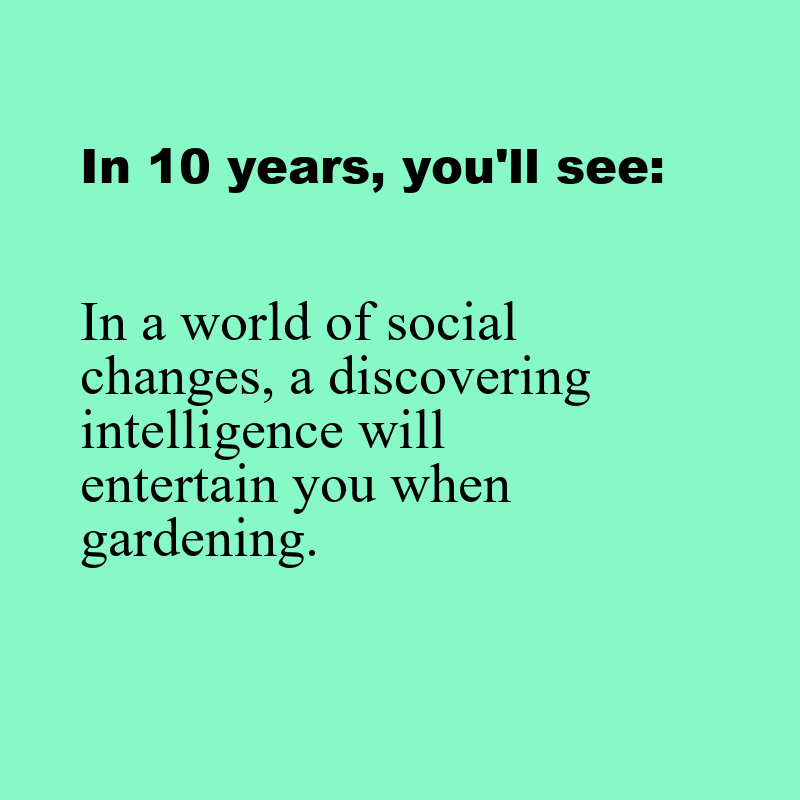 In 10 years, you'll see:
In a world of social
changes, a discovering
intelligence will
entertain you when
gardening.